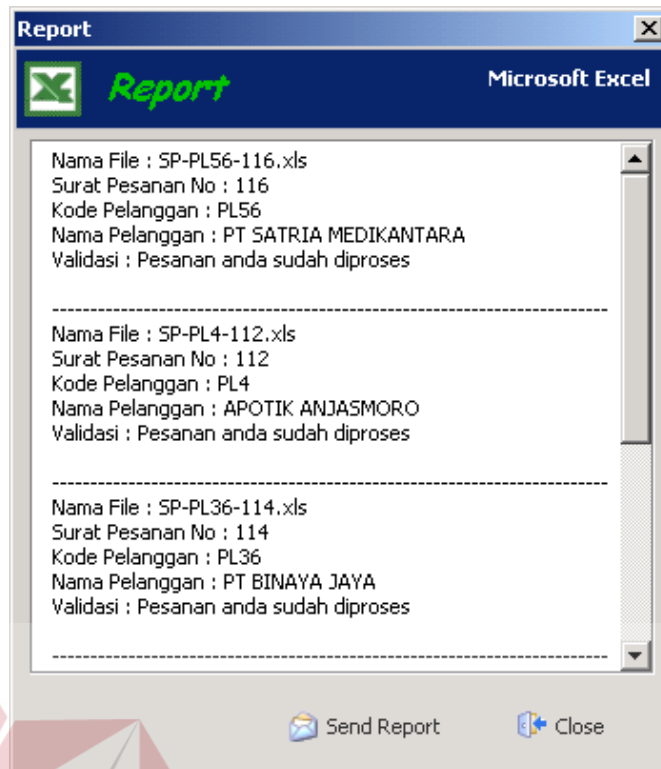 Report
Report
Microsoft Excel
Nama File : SP-PL56-116.xls
Surat Pesanan No : 116
Kode Pelanggan : PL56
Nama Pelanggan : PT SATRIA MEDIKANTARA
Validasi : Pesanan anda sudah diproses
--------------------------------------------------------------------------
Nama File : SP-PL4-112.xls
Surat Pesanan No : 112
Kode Pelanggan : PL4
Nama Pelanggan : APOTIK ANJASMORO
Validasi : Pesanan anda sudah diproses
--------------------------------------------------------------------------
Nama File : SP-PL36-114.xls
Surat Pesanan No : 114
Kode Pelanggan : PL36
Nama Pelanggan : PT BINAYA JAYA
Validasi : Pesanan anda sudah diproses
--------------------------------------------------------------------------
Send Report
Close